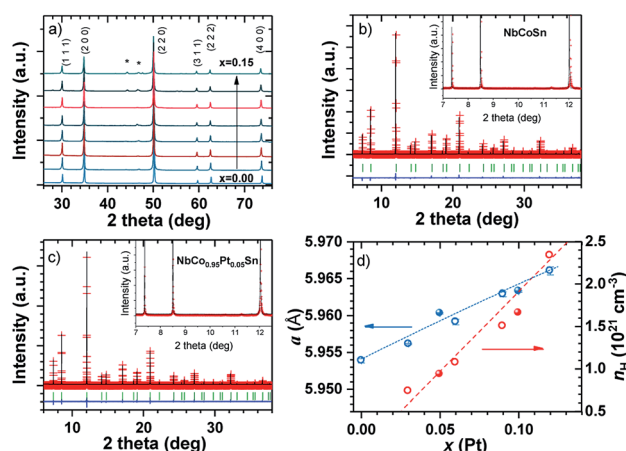 a)
(1 1 1)
(2 0 0)
(2 2 0)
(3 1 1)
(2 2 2)
(4 0 0)
* *
x=0.15
x=0.00
Intensity (a.u.)
30 40 50 60 70
2 theta (deg)
b)
NbCoSn
Intensity (a.u.)
7 8 9 10 11 12
2 theta (deg)
Intensity (a.u.)
10 20 30
2 theta (deg)
c)
NbCo0.95Pt0.05Sn
Intensity (a.u.)
7 8 9 10 11 12
2 theta (deg)
Intensity (a.u.)
10 20 30
2 theta (deg)
d)
5.970
5.965
5.960
5.955
5.950
a (Å)
2.5
2.0
1.5
1.0
0.5
nH (10^21 cm^-3)
0.00 0.05 0.10
x (Pt)